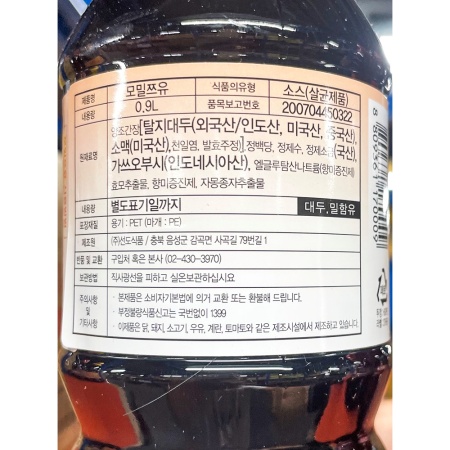 제품명 모밀쯔유 식품의유형 소스(살균제품)
내용량 0.9L 품목보고번호 200704450322
원재료명 양조간장[탈지대두(외국산/인도산, 미국산, 중국산),
소맥(미국산), 천일염, 발효주정)], 정백당, 정제수, 정제소금(국산),
가쓰오부시(인도네시아산), 엘글루탐산나트륨(향미증진제)
효모추출물, 향미증진제, 자몽종자추출물
내용량 별도표기일까지 대두,밀함유
포장재질 용기 : PET (마개 : PE)
제조원 (주)선도식품 / 충북 음성군 감곡면 사곡길 79번길 1
반품 및 교환 구입처 혹은 본사 (02-430-3970)
보관방법 직사광선을 피하고 실온보관하십시요
주의사항 및 기타사항
• 본제품은 소비자기본법에 의거 교환 또는 환불해 드립니다.
• 부정불량식품신고는 국번없이 1399
• 이제품은 닭, 돼지, 소고기, 우유, 계란, 토마토와 같은 제조시설에서 제조하고 있습니다.